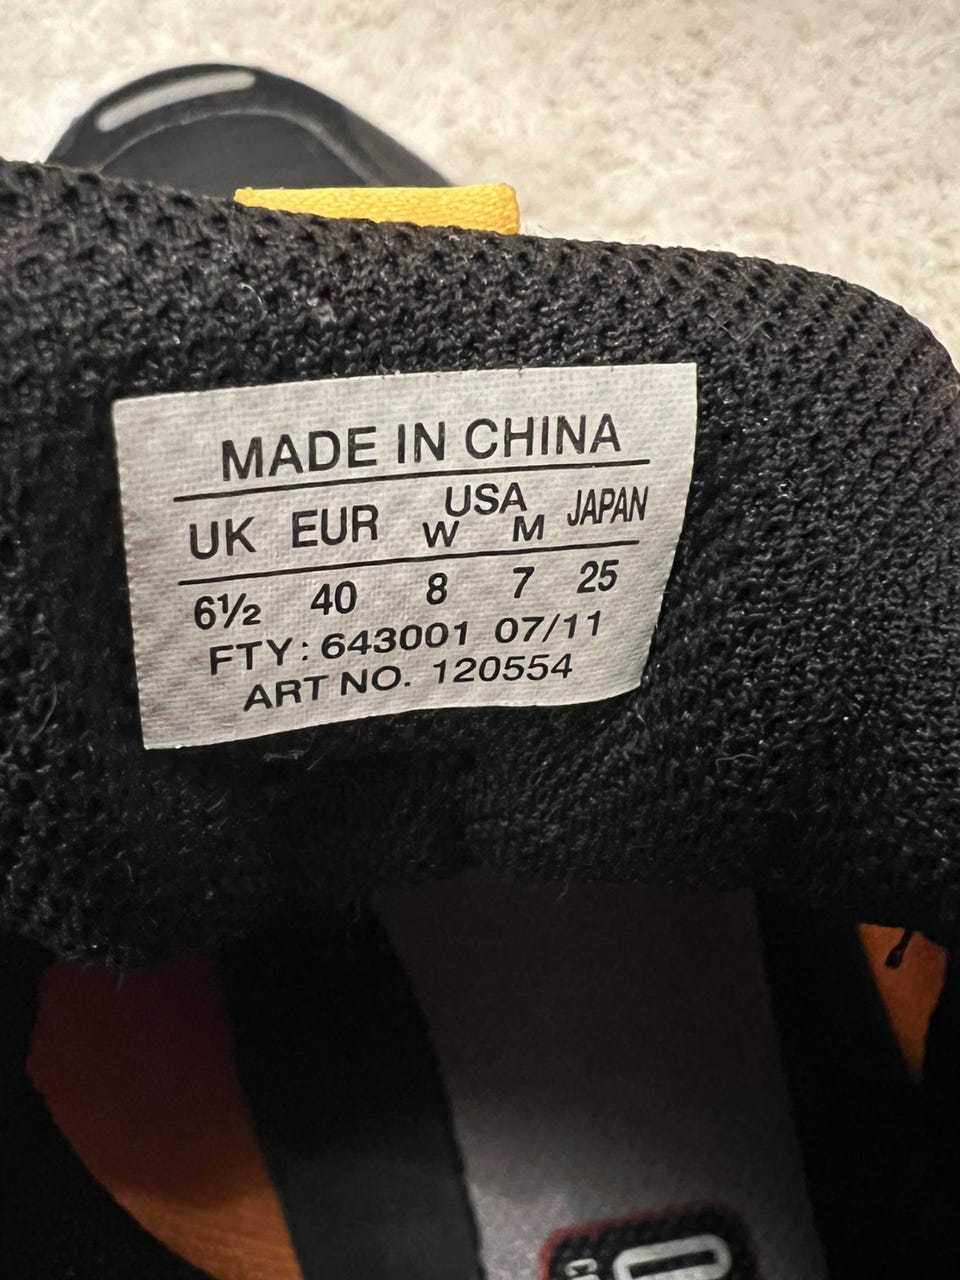 MADE IN CHINA
UK EUR USA JAPAN
W M
6½ 40 8 7 25
FTY: 643001 07/11
ART NO. 120554